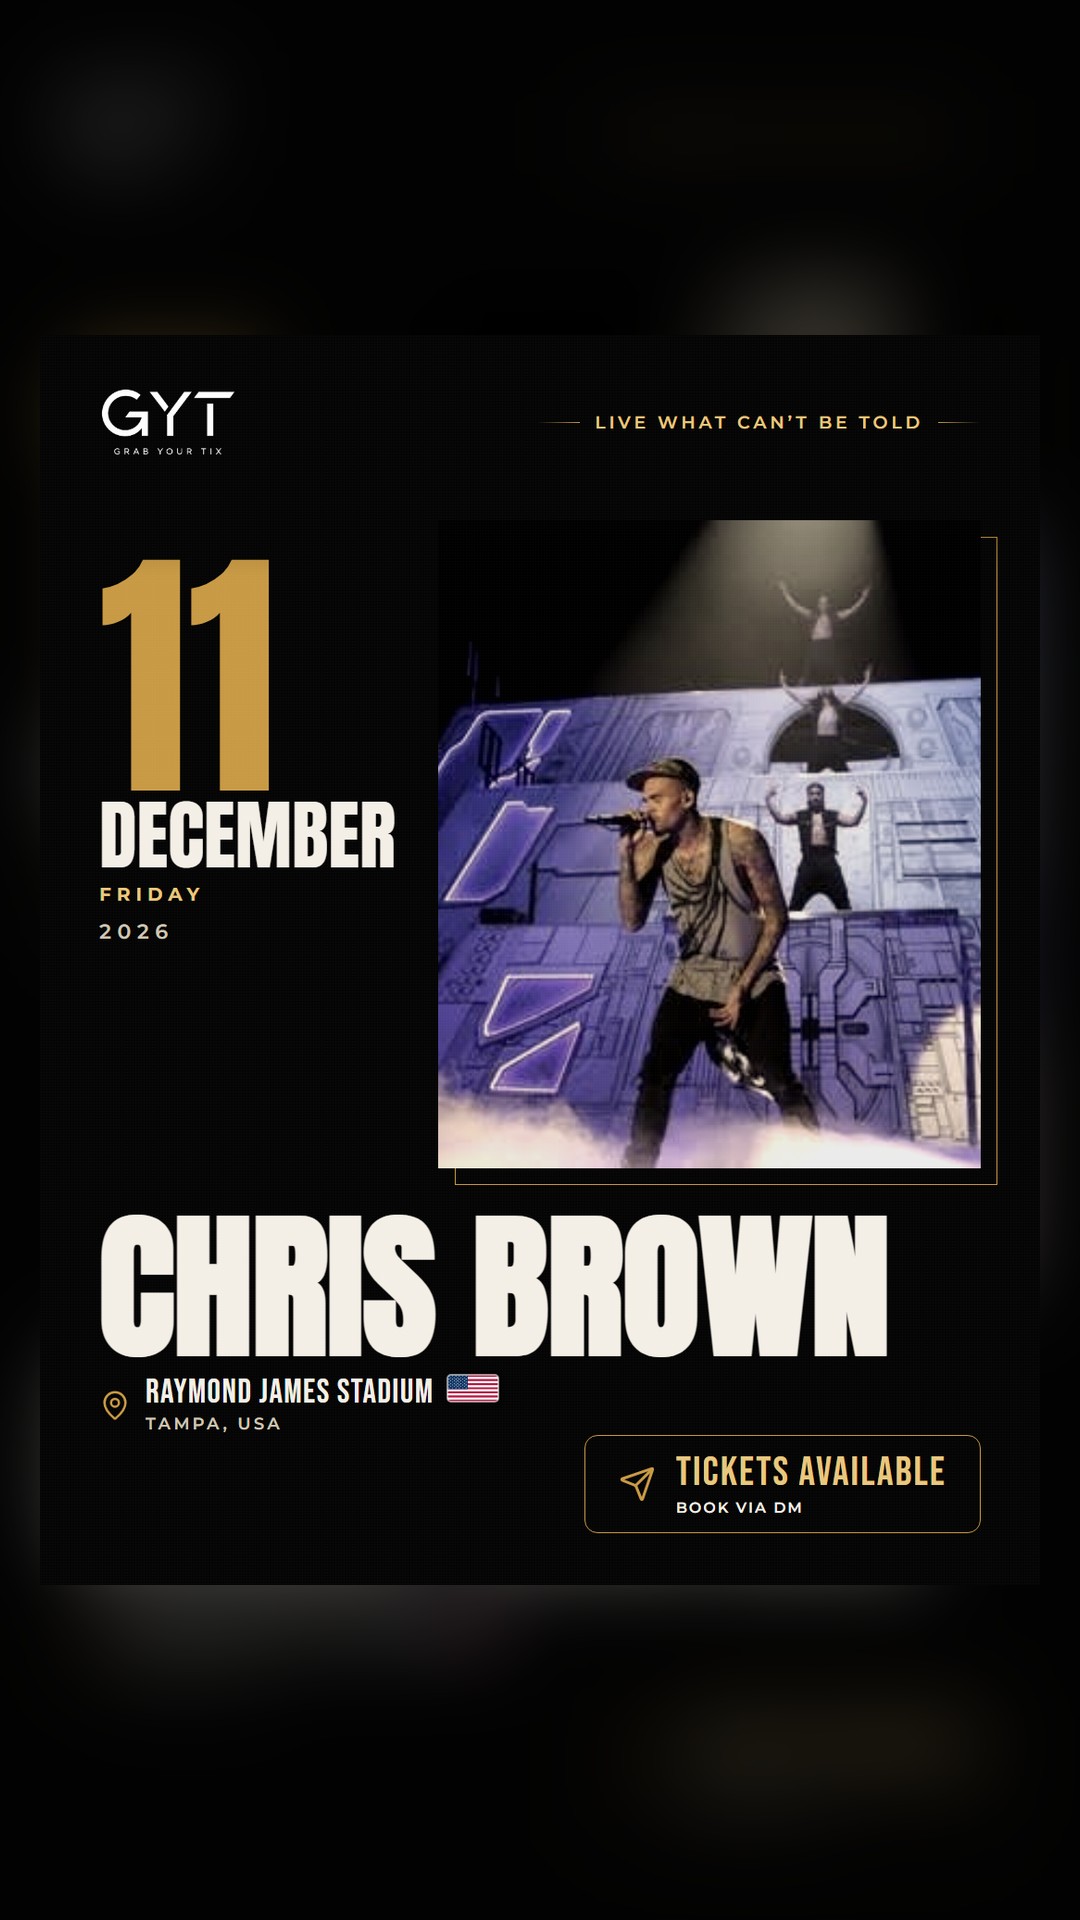 GYT
GRAB YOUR TIX
LIVE WHAT CAN’T BE TOLD
11
DECEMBER
FRIDAY
2026
CHRIS BROWN
RAYMOND JAMES STADIUM
TAMPA, USA
TICKETS AVAILABLE
BOOK VIA DM